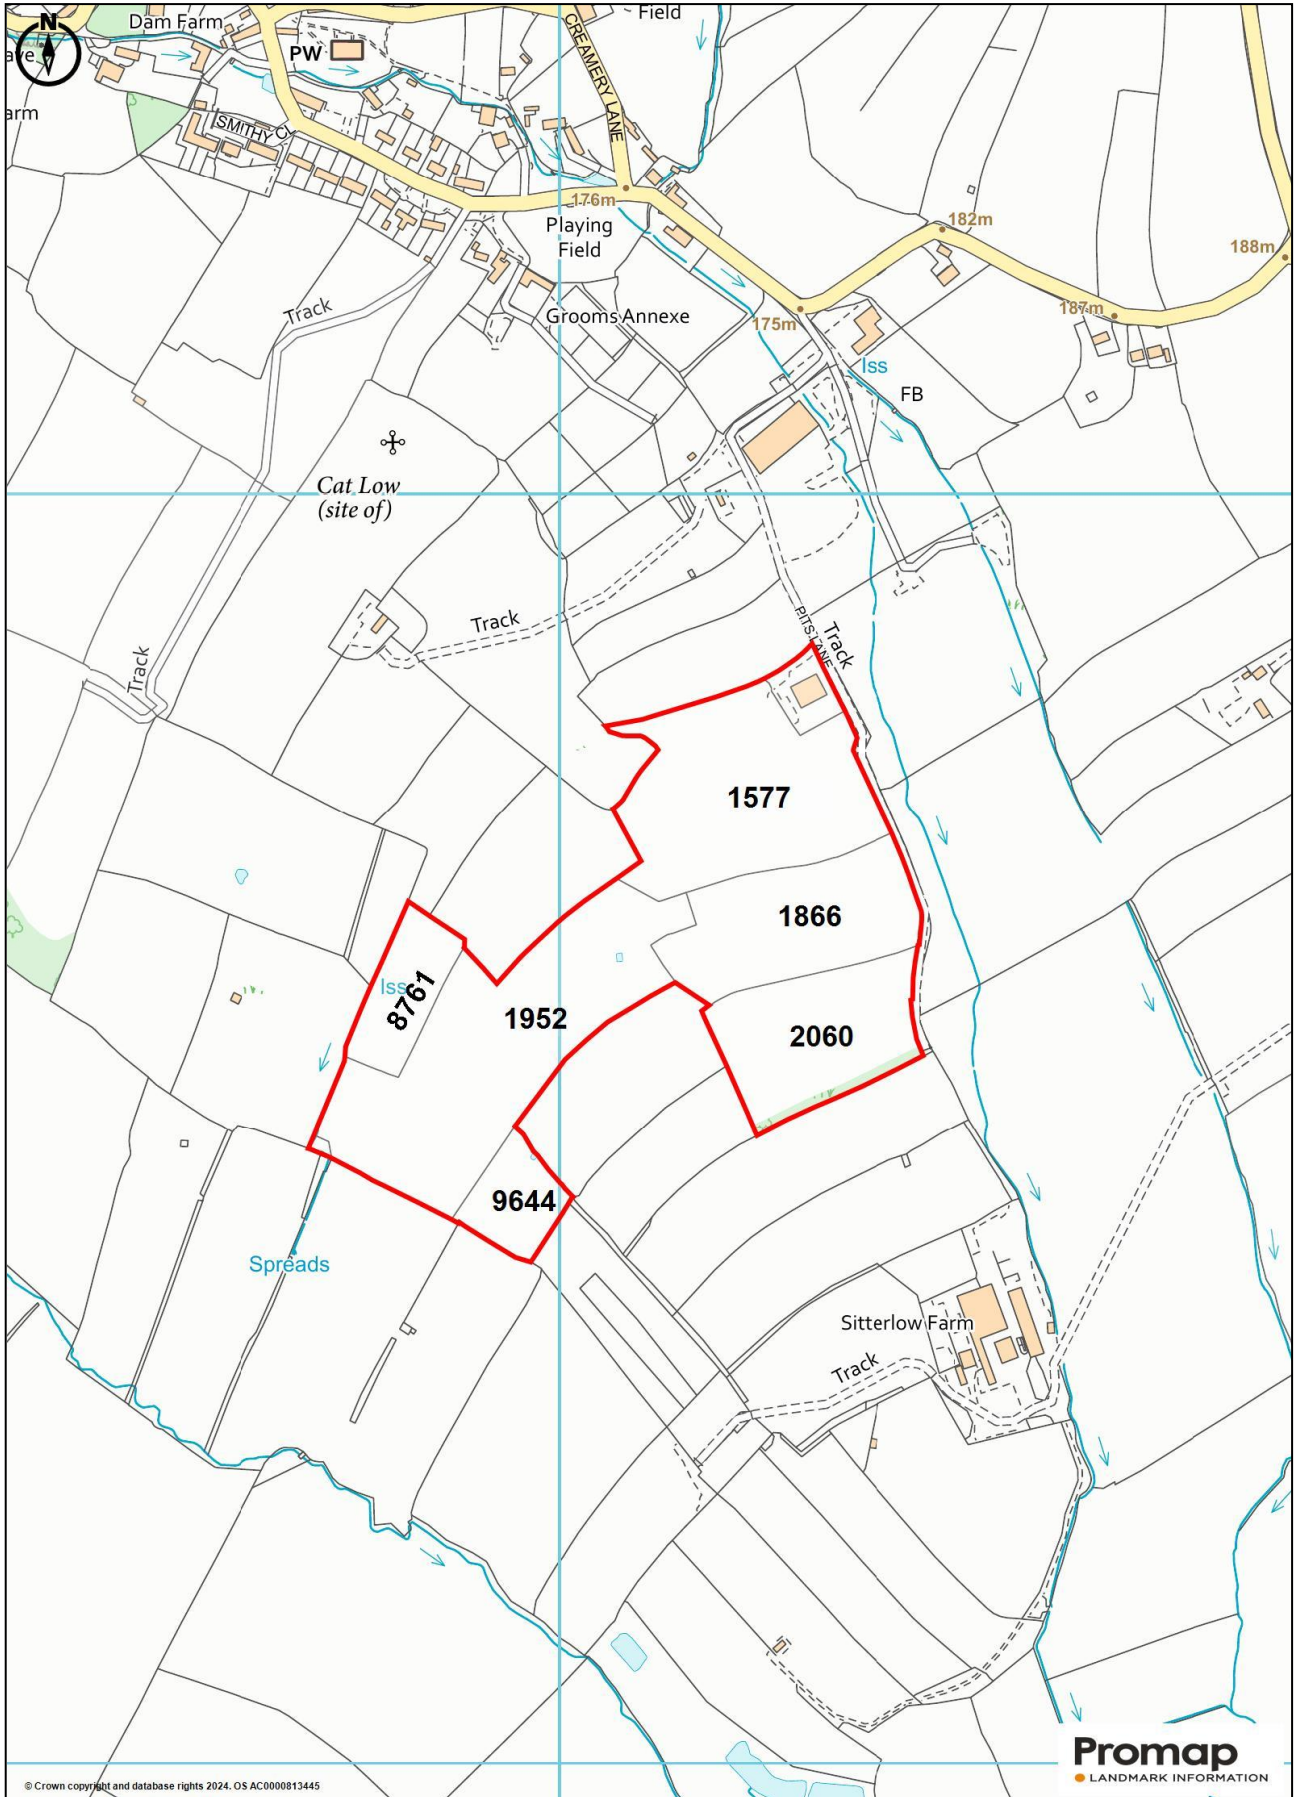 N
Dam Farm
Field
PW
ave
arm
SMITHY CL
CREAMERY LANE
176m
182m
188m
Playing
Field
Track
Grooms Annexe
175m
187m
Iss
FB
Cat Low
(site of)
Track
Track
PITS LANE
Track
1577
1866
Iss
8761
1952
2060
9644
Spreads
Sitterlow Farm
Track
Promap
LANDMARK INFORMATION
© Crown copyright and database rights 2024. OS AC0000813445